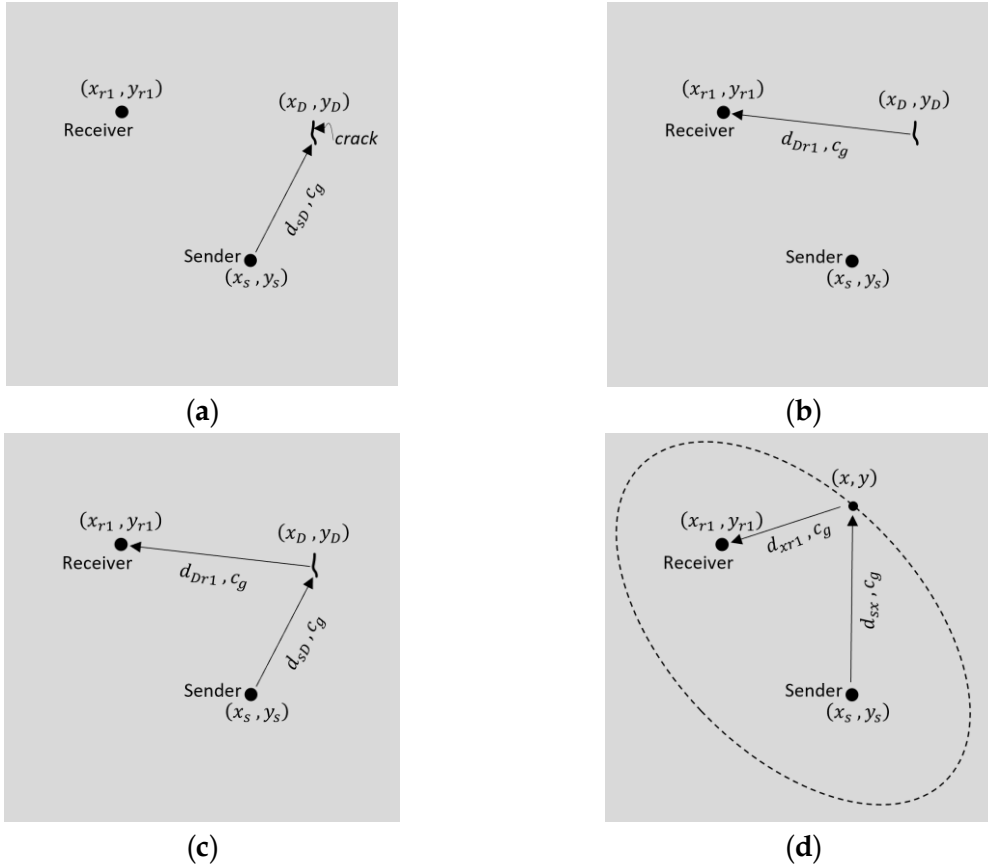 (x_{r1}, y_{r1})
Receiver
(x_D, y_D)
crack
d_{sD}, c_g
Sender
(x_s, y_s)
(a)
(x_{r1}, y_{r1})
Receiver
(x_D, y_D)
d_{Dr1}, c_g
Sender
(x_s, y_s)
(b)
(x_{r1}, y_{r1})
Receiver
(x_D, y_D)
d_{Dr1}, c_g
d_{sD}, c_g
Sender
(x_s, y_s)
(c)
(x, y)
(x_{r1}, y_{r1})
Receiver
d_{xr1}, c_g
d_{sx}, c_g
Sender
(x_s, y_s)
(d)